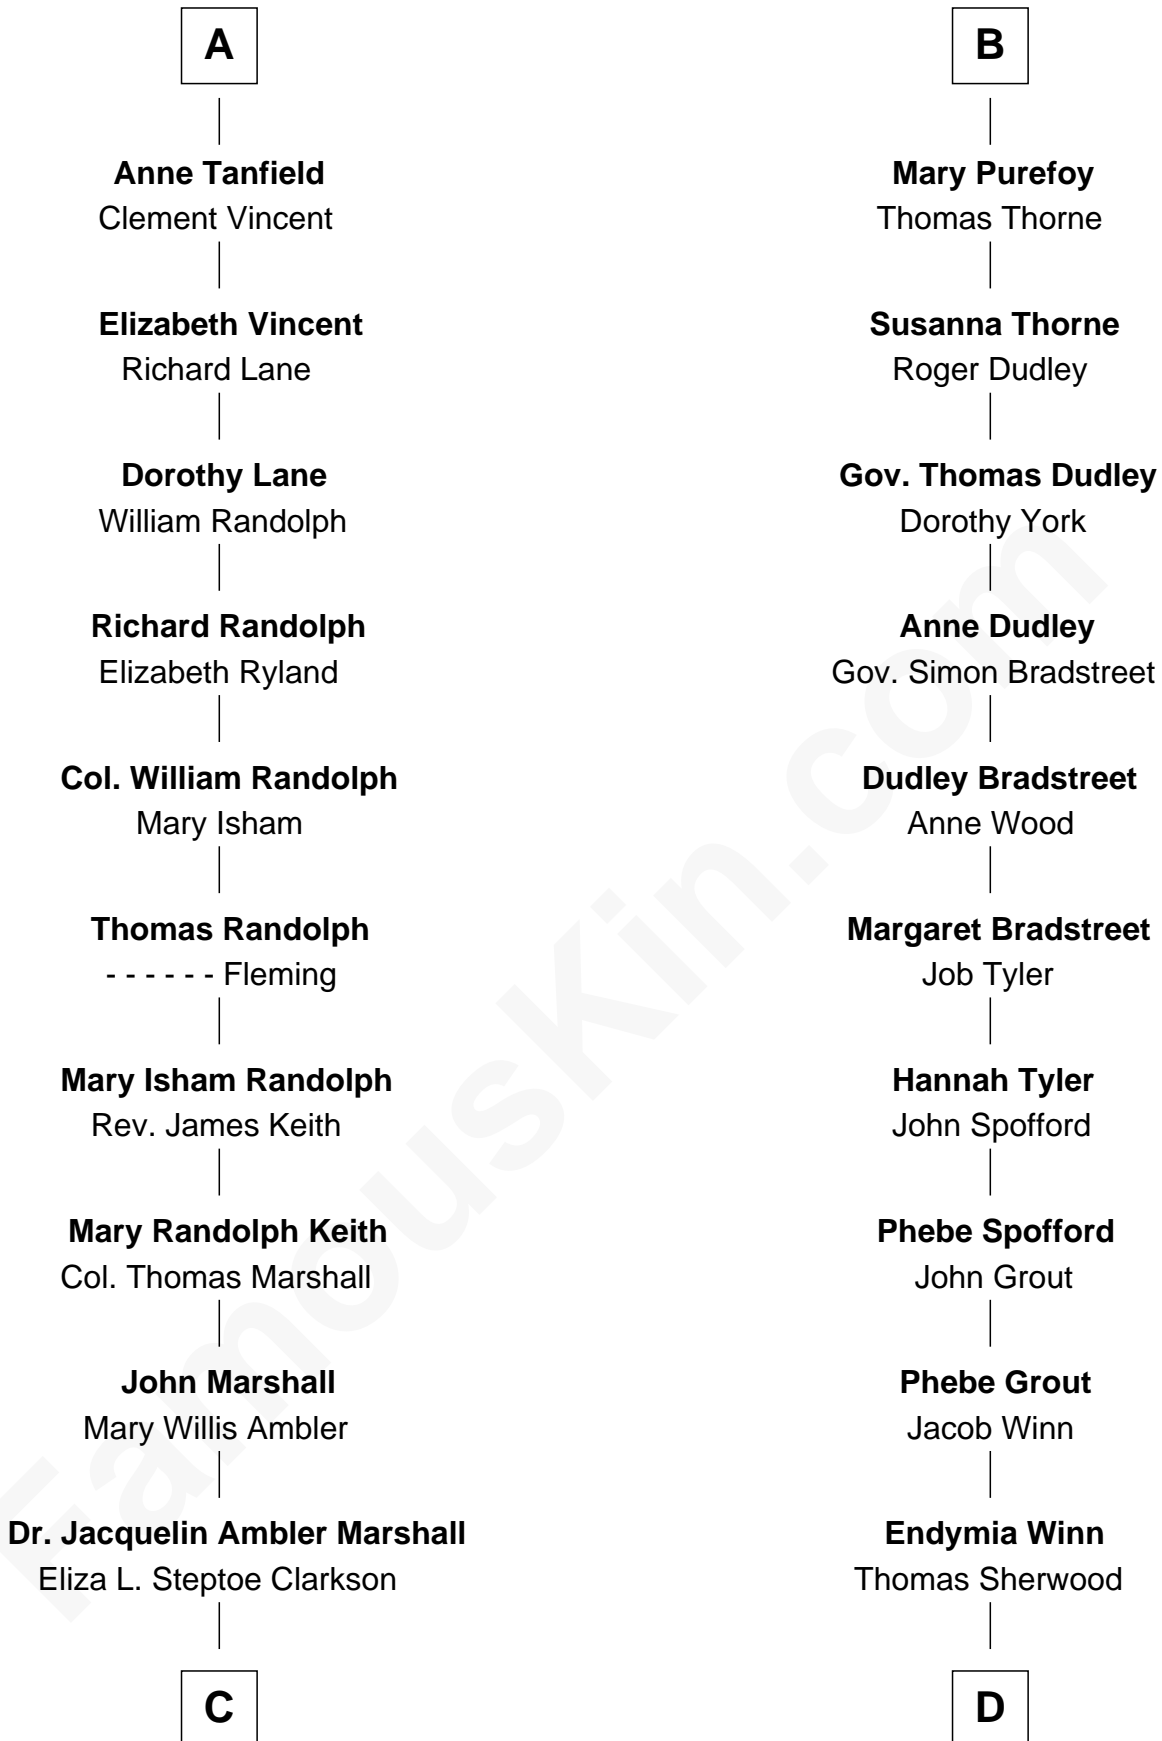 A
Anne Tanfield
Clement Vincent
Elizabeth Vincent
Richard Lane
Dorothy Lane
William Randolph
Richard Randolph
Elizabeth Ryland
Col. William Randolph
Mary Isham
Thomas Randolph
- - - - - - Fleming
Mary Isham Randolph
Rev. James Keith
Mary Randolph Keith
Col. Thomas Marshall
John Marshall
Mary Willis Ambler
Dr. Jacquelin Ambler Marshall
Eliza L. Steptoe Clarkson
C
B
Mary Purefoy
Thomas Thorne
Susanna Thorne
Roger Dudley
Gov. Thomas Dudley
Dorothy York
Anne Dudley
Gov. Simon Bradstreet
Dudley Bradstreet
Anne Wood
Margaret Bradstreet
Job Tyler
Hannah Tyler
John Spofford
Phebe Spofford
John Grout
Phebe Grout
Jacob Winn
Endymia Winn
Thomas Sherwood
D
FamousKin.com